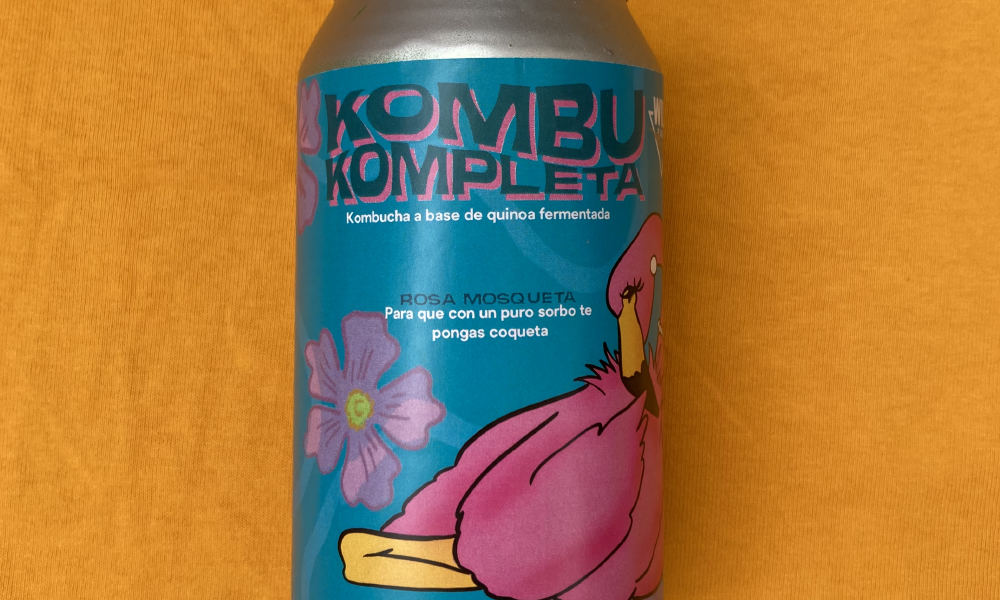 KOMBU
KOMPLETA
Kombucha a base de quinoa fermentada
ROSA MOSQUETA
Para que con un puro sorbo te
pongas coqueta